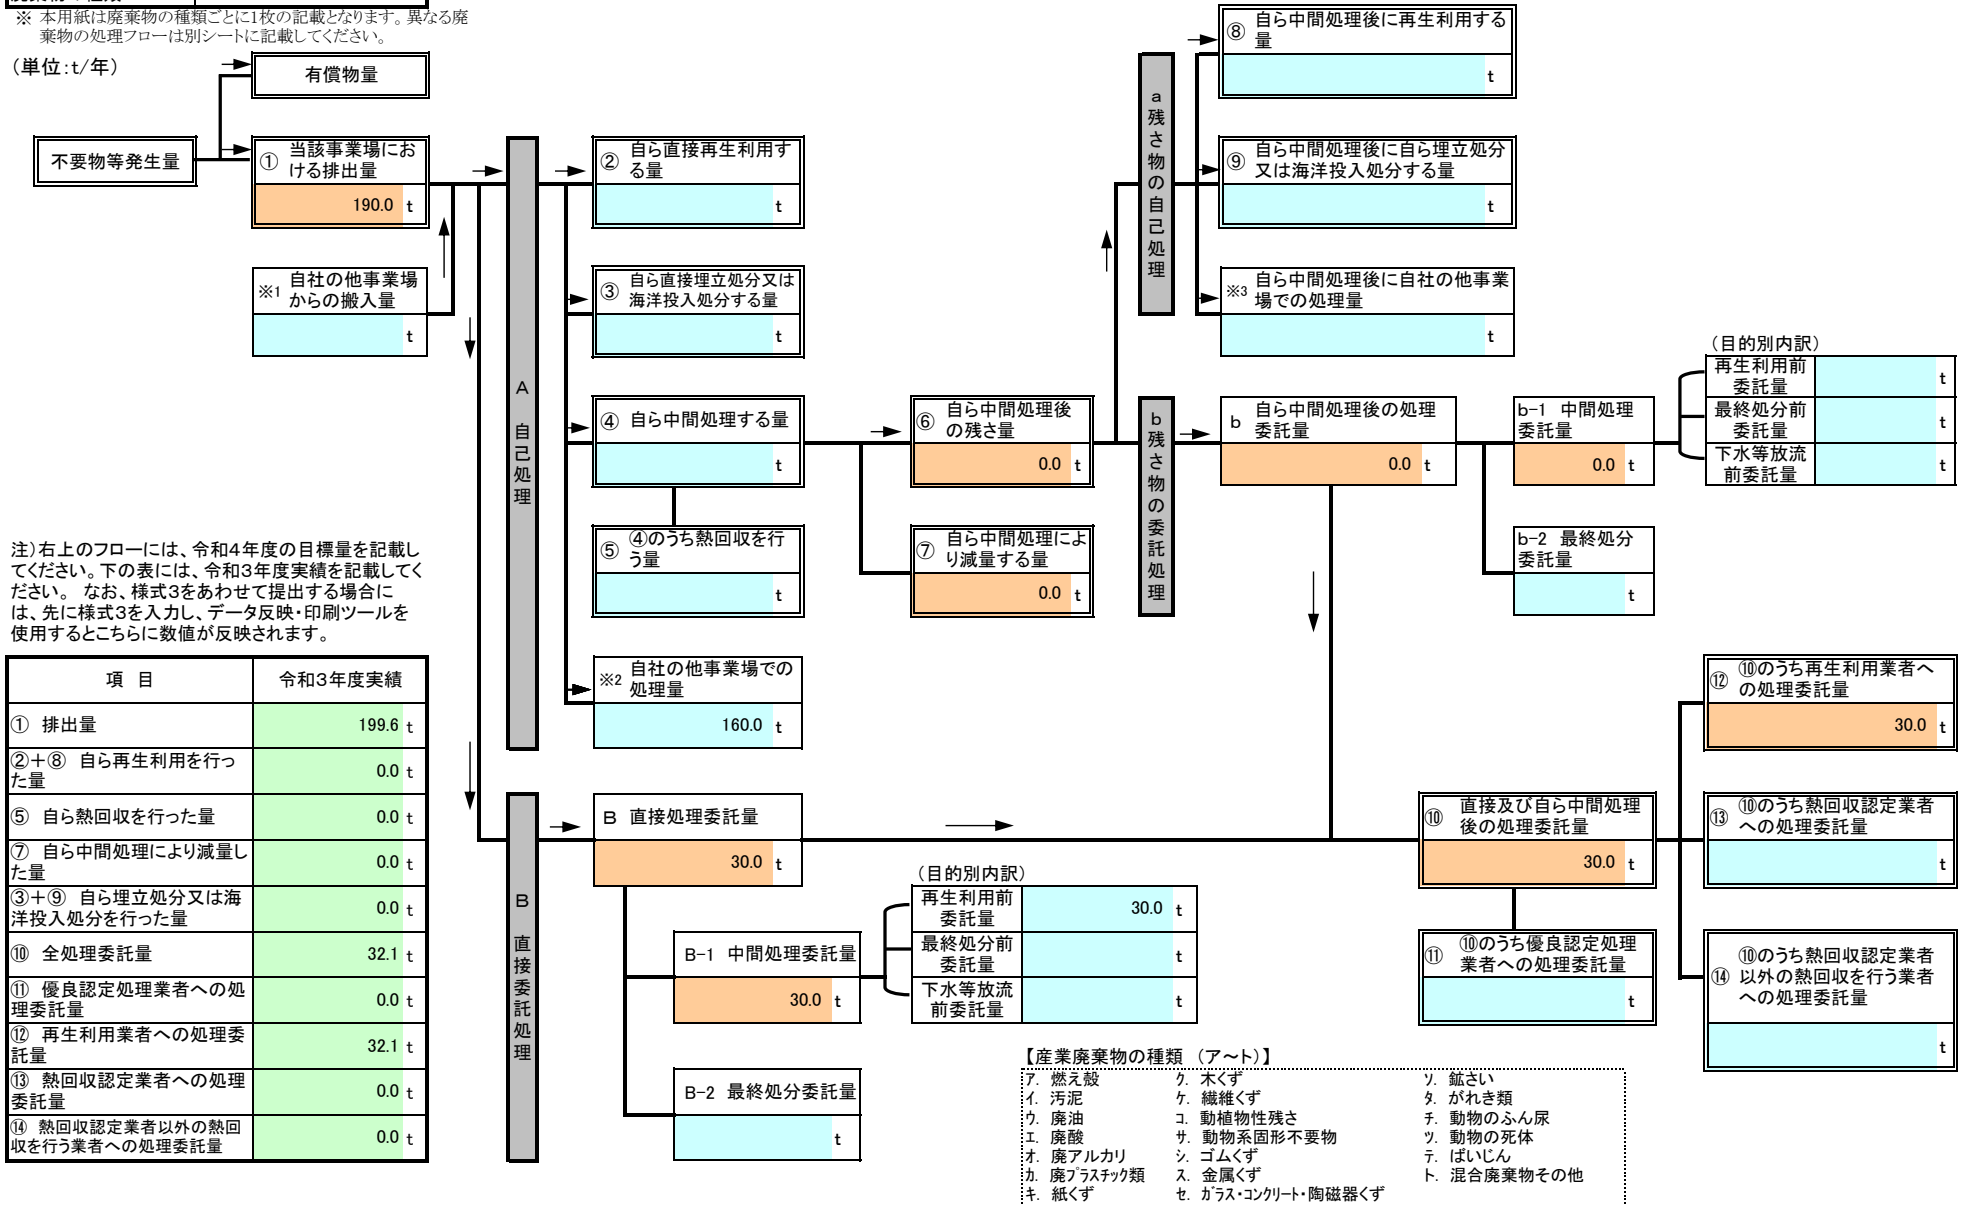 ※ 本用紙は廃棄物の種類ごとに1枚の記載となります。異なる廃
棄物の処理フローは別シートに記載してください。
(単位:t/年)
有償物量
不要物等発生量
① 当該事業場にお
ける排出量
190.0 t
※1 自社の他事業場
からの搬入量
t
A 自己処理
② 自ら直接再生利用す
る量
t
③ 自ら直接埋立処分又は
海洋投入処分する量
t
④ 自ら中間処理する量
t
⑤ ④のうち熱回収を行
う量
t
※2 自社の他事業場での
処理量
160.0 t
⑥ 自ら中間処理後
の残さ量
0.0 t
⑦ 自ら中間処理によ
り減量する量
0.0 t
a 残さ物の自己処理
⑧ 自ら中間処理後に再生利用する
量
t
⑨ 自ら中間処理後に自ら埋立処分
又は海洋投入処分する量
t
※3 自ら中間処理後に自社の他事業
場での処理量
t
b 残さ物の委託処理
b 自ら中間処理後の処理
委託量
0.0 t
b-1 中間処理
委託量
0.0 t
(目的別内訳)
再生利用前
委託量
t
最終処分前
委託量
t
下水等放流
前委託量
t
b-2 最終処分
委託量
t
注)右上のフローには、令和4年度の目標量を記載し
てください。下の表には、令和3年度実績を記載してく
ださい。 なお、様式3をあわせて提出する場合に
は、先に様式3を入力し、データ反映・印刷ツールを
使用するとこちらに数値が反映されます。
項 目 令和3年度実績
① 排出量 199.6 t
②+⑧ 自ら再生利用を行っ
た量 0.0 t
⑤ 自ら熱回収を行った量 0.0 t
⑦ 自ら中間処理により減量し
た量 0.0 t
③+⑨ 自ら埋立処分又は海
洋投入処分を行った量 0.0 t
⑩ 全処理委託量 32.1 t
⑪ 優良認定処理業者への処
理委託量 0.0 t
⑫ 再生利用業者への処理委
託量 32.1 t
⑬ 熱回収認定業者への処理
委託量 0.0 t
⑭ 熱回収認定業者以外の熱回
収を行う業者への処理委託量 0.0 t
B 直接委託処理
B 直接処理委託量
30.0 t
B-1 中間処理委託量
30.0 t
(目的別内訳)
再生利用前
委託量
30.0 t
最終処分前
委託量
t
下水等放流
前委託量
t
B-2 最終処分委託量
t
⑩ 直接及び自ら中間処理
後の処理委託量
30.0 t
⑪ ⑩のうち優良認定処理
業者への処理委託量
t
⑫ ⑩のうち再生利用業者へ
の処理委託量
30.0 t
⑬ ⑩のうち熱回収認定業者
への処理委託量
t
⑭ ⑩のうち熱回収認定業者
以外の熱回収を行う業者
への処理委託量
t
【産業廃棄物の種類 (ア~ト)】
ア. 燃え殻 ク. 木くず ソ. 鉱さい
イ. 汚泥 ケ. 繊維くず タ. がれき類
ウ. 廃油 コ. 動植物性残さ チ. 動物のふん尿
エ. 廃酸 サ. 動物系固形不要物 ツ. 動物の死体
オ. 廃アルカリ シ. ゴムくず テ. ばいじん
カ. 廃プラスチック類 ス. 金属くず ト. 混合廃棄物その他
キ. 紙くず セ. ガラス・コンクリート・陶磁器くず